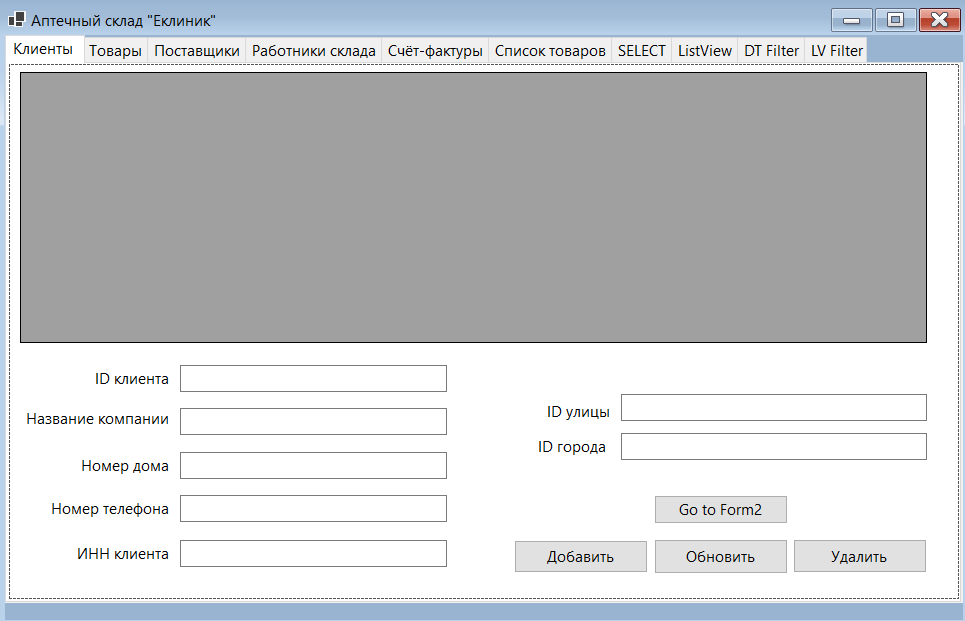 Аптечный склад "Еклиник"
Клиенты Товары Поставщики Работники склада Счёт-фактуры Список товаров SELECT ListView DT Filter LV Filter
ID клиента
Название компании
Номер дома
Номер телефона
ИНН клиента
ID улицы
ID города
Go to Form2
Добавить Обновить Удалить